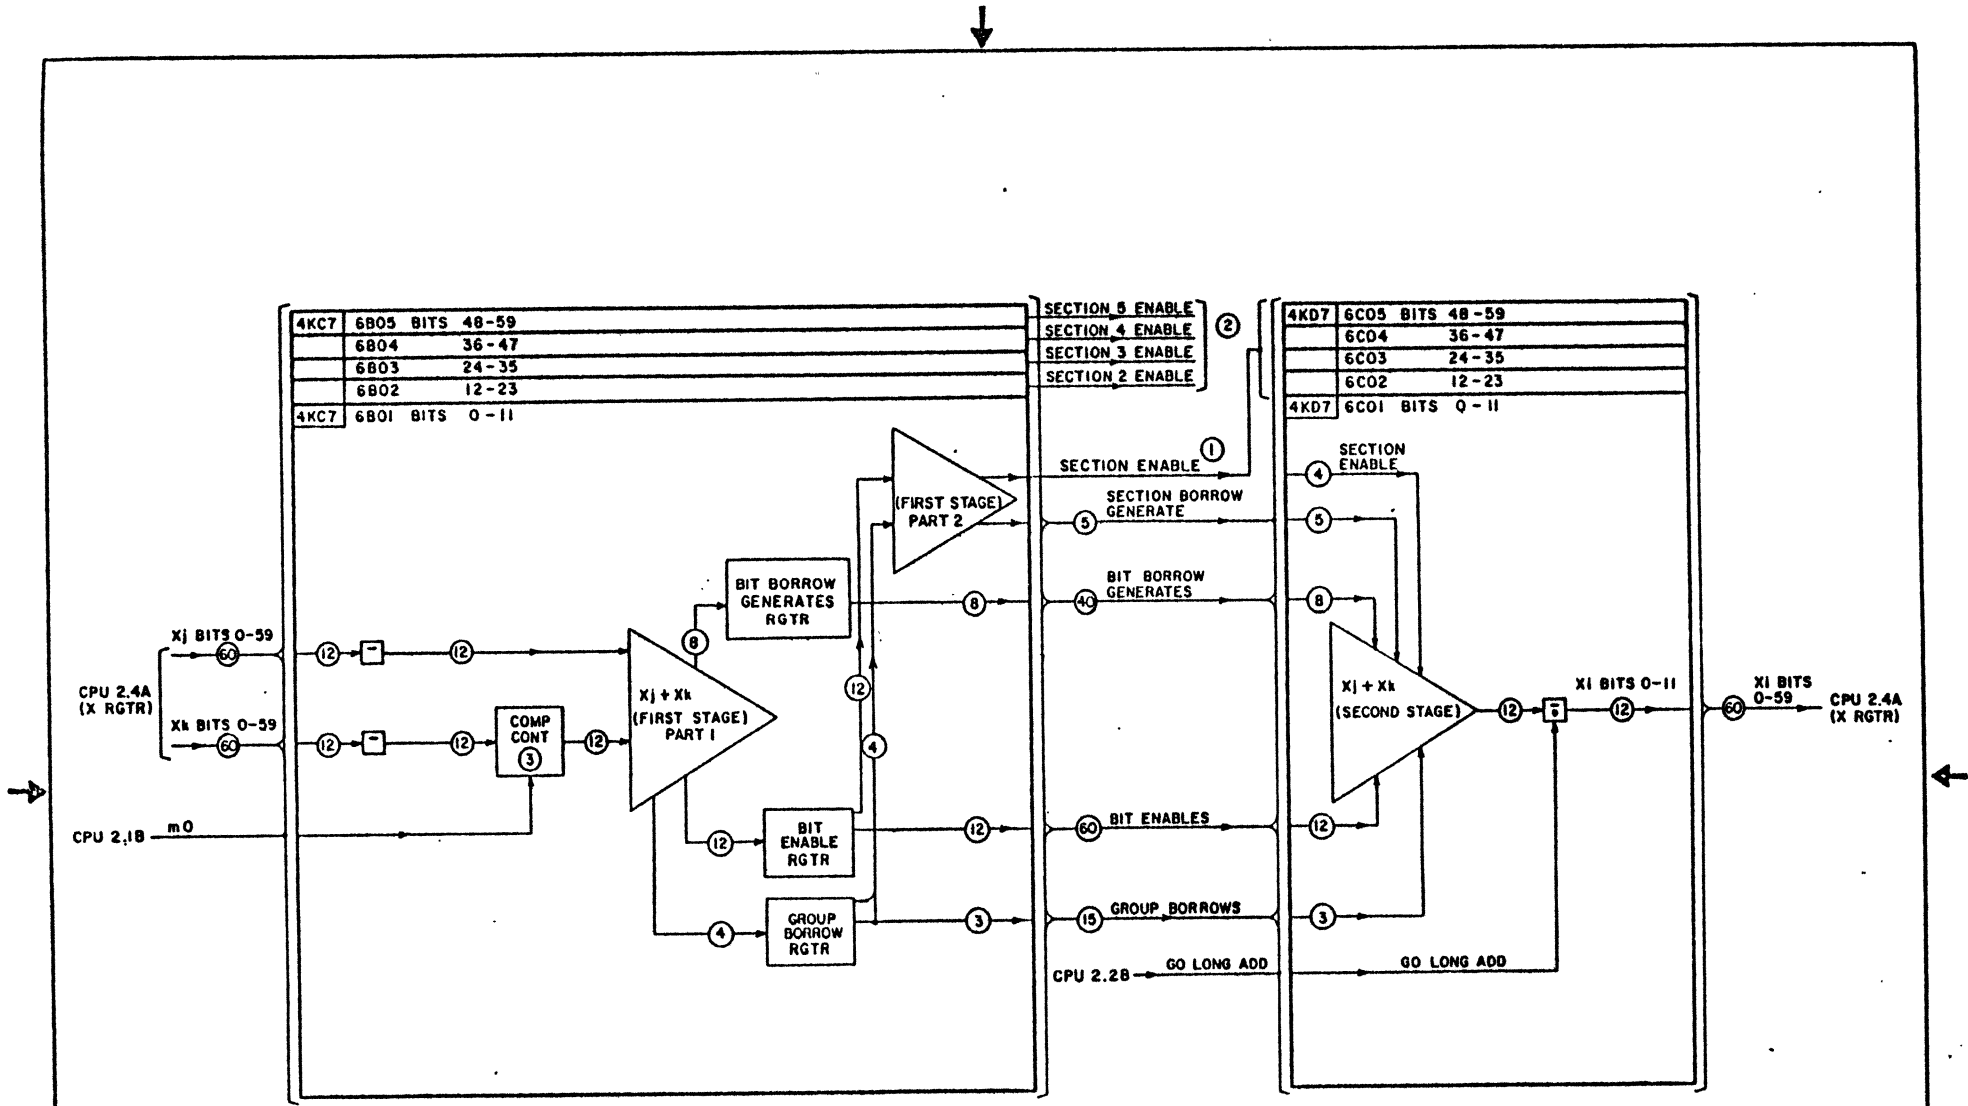 4KC7 6B05 BITS 48-59
6B04 36-47
6B03 24-35
6B02 12-23
4KC7 6B01 BITS 0-11
SECTION 5 ENABLE
SECTION 4 ENABLE
SECTION 3 ENABLE
SECTION 2 ENABLE
2
4KD7 6C05 BITS 48-59
6C04 36-47
6C03 24-35
6C02 12-23
4KD7 6C01 BITS 0-11
(FIRST STAGE)
PART 2
SECTION ENABLE 1
SECTION BORROW
GENERATE
5
BIT BORROW
GENERATES
40
SECTION
ENABLE
4
5
8
BIT BORROW
GENERATES
RGTR
8
8
Xj BITS 0-59
60
12
-
12
CPU 2.4A
(X RGTR)
Xk BITS 0-59
60
12
-
12
COMP
CONT
3
12
Xj + Xk
(FIRST STAGE)
PART 1
12
4
CPU 2.1B m0
12
BIT
ENABLE
RGTR
12
60 BIT ENABLES
12
4
GROUP
BORROW
RGTR
3
15 GROUP BORROWS
3
Xj + Xk
(SECOND STAGE)
12
Xi BITS 0-11
12
60
Xi BITS
0-59
CPU 2.4A
(X RGTR)
CPU 2.2B GO LONG ADD
GO LONG ADD